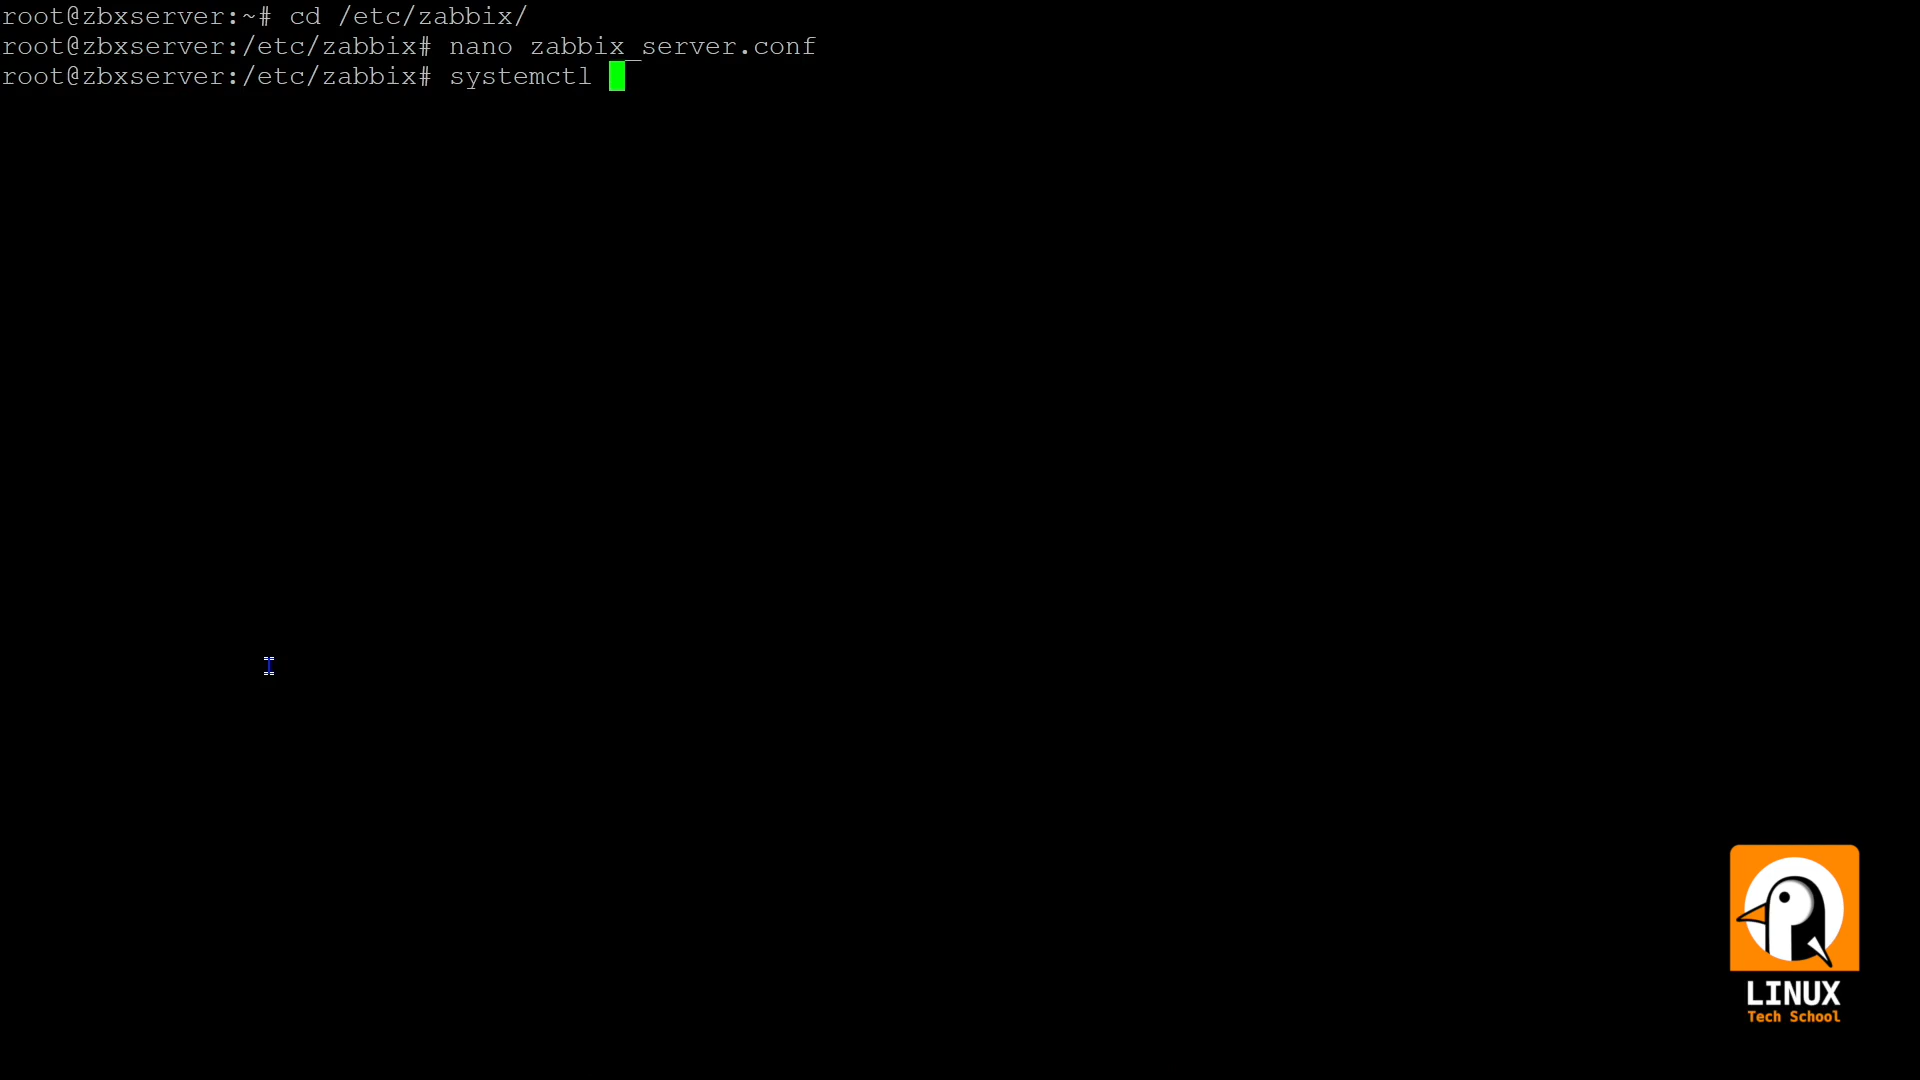 root@zbxserver:~# cd /etc/zabbix/
root@zbxserver:/etc/zabbix# nano zabbix_server.conf
root@zbxserver:/etc/zabbix# systemctl
LINUX
Tech School